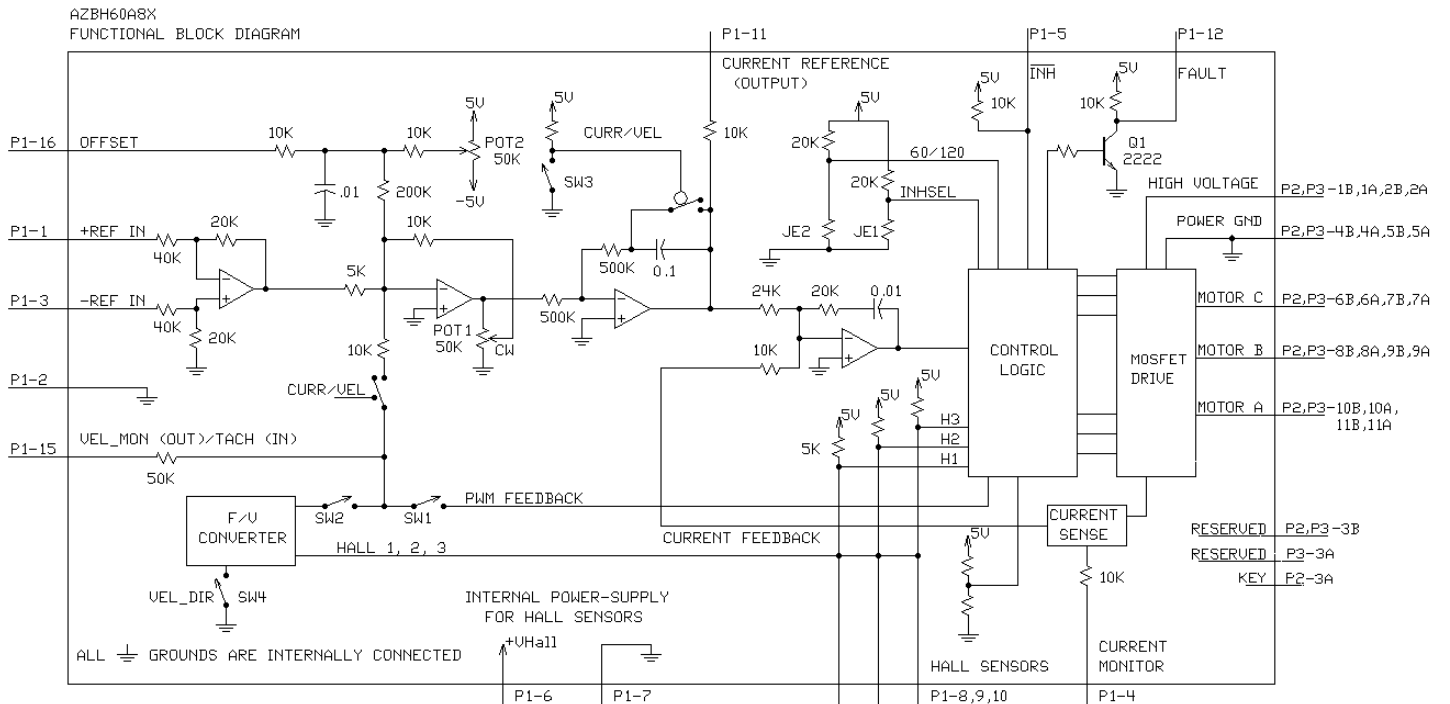 AZBH60A8X
FUNCTIONAL BLOCK DIAGRAM
P1-11
P1-5
P1-12
CURRENT REFERENCE
(OUTPUT)
INH
FAULT
5V
10K
5V
10K
Q1
2222
5V
5V
5V
P1-16
OFFSET
10K
10K
POT2
50K
-5V
.01
200K
CURR/VEL
SW3
10K
20K
60/120
20K
INHSEL
JE2
JE1
HIGH VOLTAGE
P2,P3-1B,1A,2B,2A
POWER GND
P2,P3-4B,4A,5B,5A
P1-1
+REF IN
40K
20K
10K
500K
0.1
P1-3
-REF IN
40K
20K
5K
POT1
50K
CW
500K
24K
20K
0.01
10K
CONTROL
LOGIC
MOSFET
DRIVE
MOTOR C
P2,P3-6B,6A,7B,7A
MOTOR B
P2,P3-8B,8A,9B,9A
MOTOR A
P2,P3-10B,10A,
11B,11A
P1-2
10K
CURR/VEL
5V
5V
5V
5K
H3
H2
H1
P1-15
VEL_MON (OUT)/TACH (IN)
50K
F/V
CONVERTER
SW2
SW1
PWM FEEDBACK
HALL 1, 2, 3
CURRENT FEEDBACK
CURRENT
SENSE
5V
10K
RESERVED
P2,P3-3B
RESERVED
P3-3A
KEY
P2-3A
VEL_DIR
SW4
INTERNAL POWER-SUPPLY
FOR HALL SENSORS
+VHall
ALL GROUNDS ARE INTERNALLY CONNECTED
HALL SENSORS
CURRENT
MONITOR
P1-6
P1-7
P1-8,9,10
P1-4